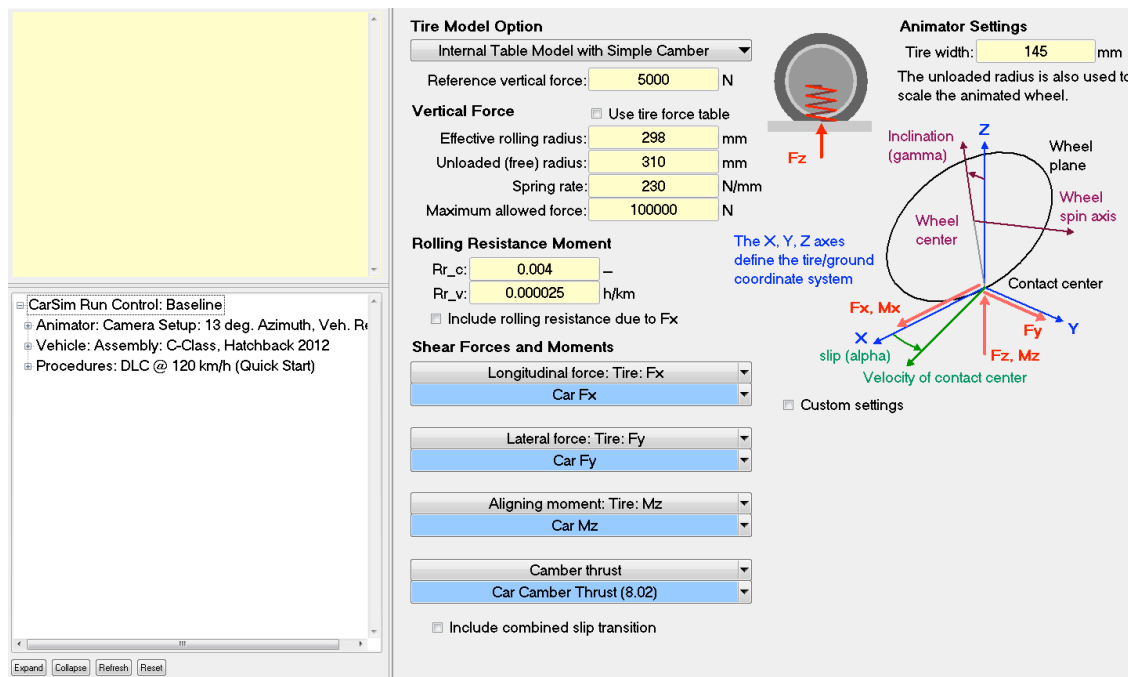 CarSim Run Control: Baseline
Animator: Camera Setup: 13 deg. Azimuth, Veh. Re
Vehicle: Assembly: C-Class, Hatchback 2012
Procedures: DLC @ 120 km/h (Quick Start)
Expand Collapse Refresh Reset
Tire Model Option
Internal Table Model with Simple Camber
Reference vertical force: 5000 N
Vertical Force Use tire force table
Effective rolling radius: 298 mm
Unloaded (free) radius: 310 mm
Spring rate: 230 N/mm
Maximum allowed force: 100000 N
Rolling Resistance Moment
Rr_c: 0.004 –
Rr_v: 0.000025 h/km
Include rolling resistance due to Fx
Shear Forces and Moments
Longitudinal force: Tire: Fx
Car Fx
Lateral force: Tire: Fy
Car Fy
Aligning moment: Tire: Mz
Car Mz
Camber thrust
Car Camber Thrust (8.02)
Include combined slip transition
Fz
Animator Settings
Tire width: 145 mm
The unloaded radius is also used to
scale the animated wheel.
Z
Inclination
(gamma)
Wheel
plane
Wheel
spin axis
Wheel
center
The X, Y, Z axes
define the tire/ground
coordinate system
Contact center
Fx, Mx
Fy
Y
X
slip (alpha)
Fz, Mz
Velocity of contact center
Custom settings